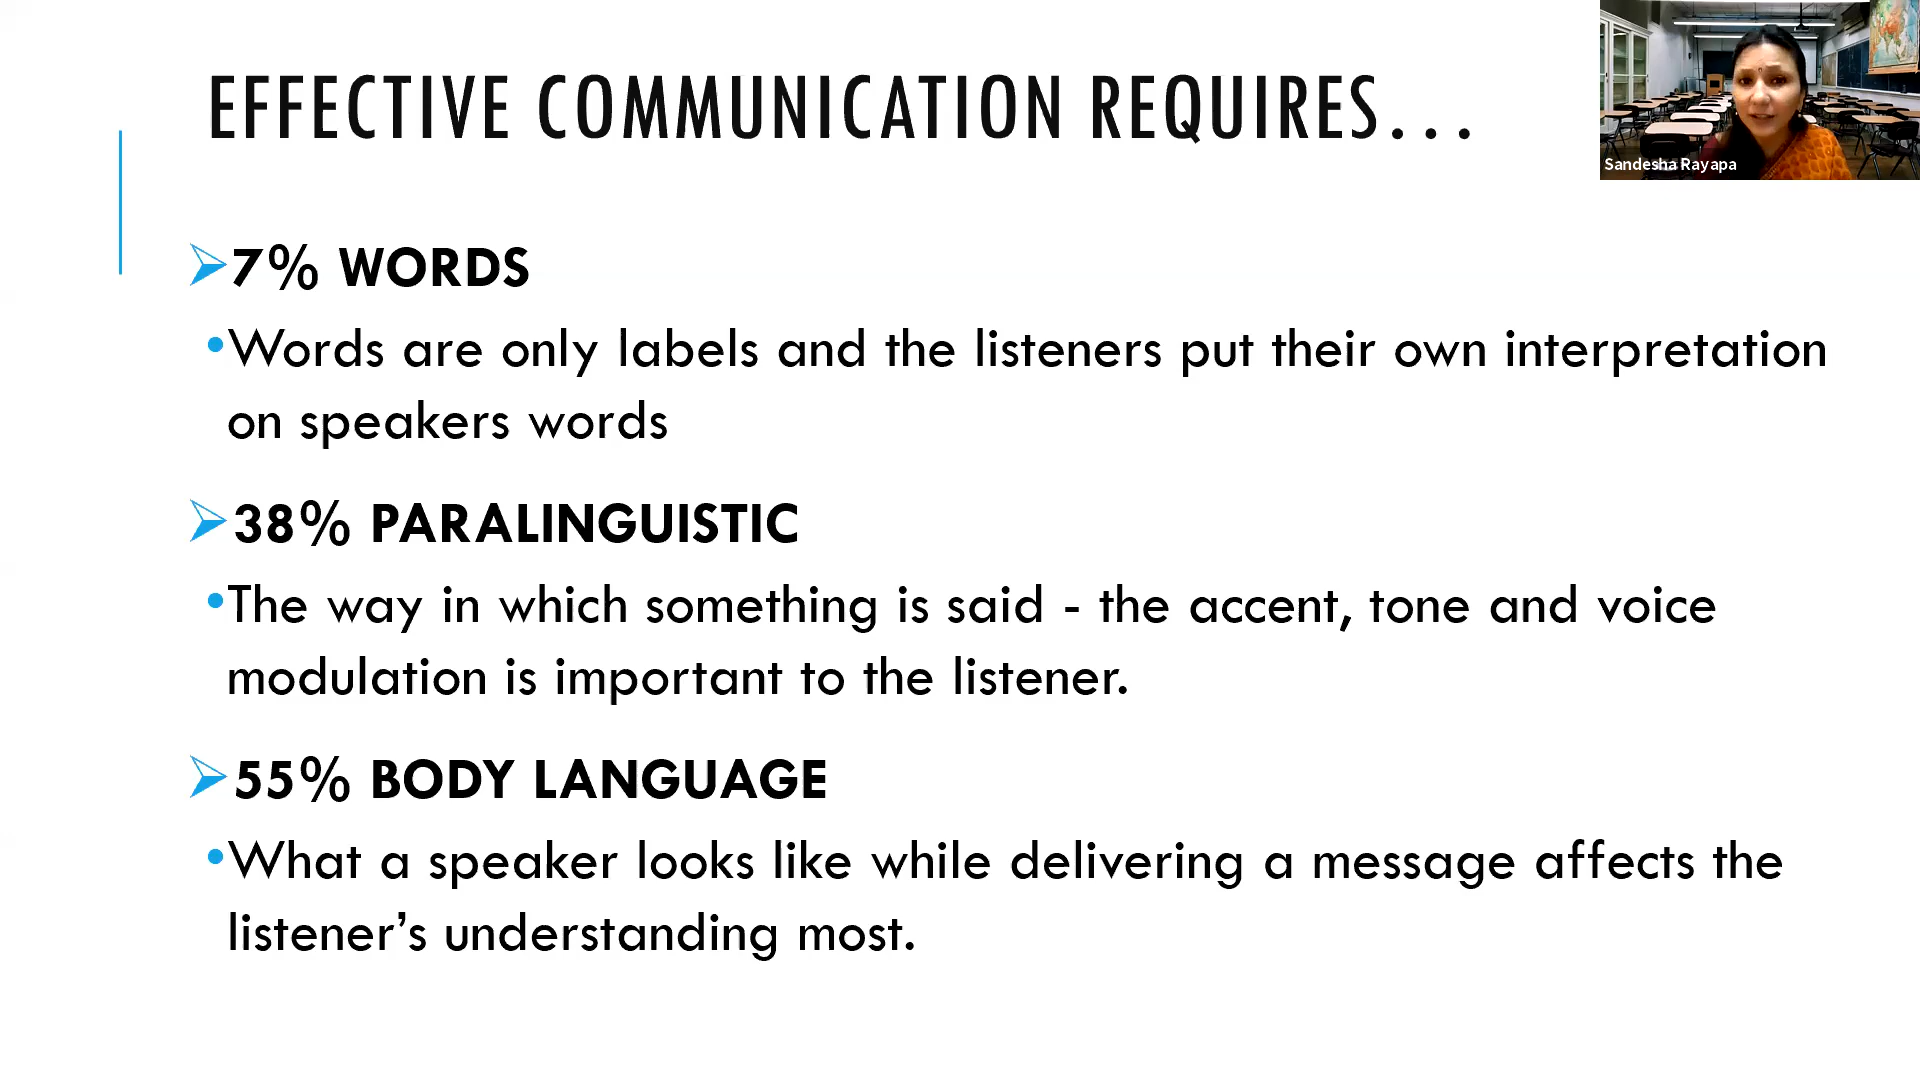 EFFECTIVE COMMUNICATION REQUIRES...
Sandesha Rayapa
➢7% WORDS
•Words are only labels and the listeners put their own interpretation
on speakers words
➢38% PARALINGUISTIC
•The way in which something is said - the accent, tone and voice
modulation is important to the listener.
➢55% BODY LANGUAGE
•What a speaker looks like while delivering a message affects the
listener’s understanding most.